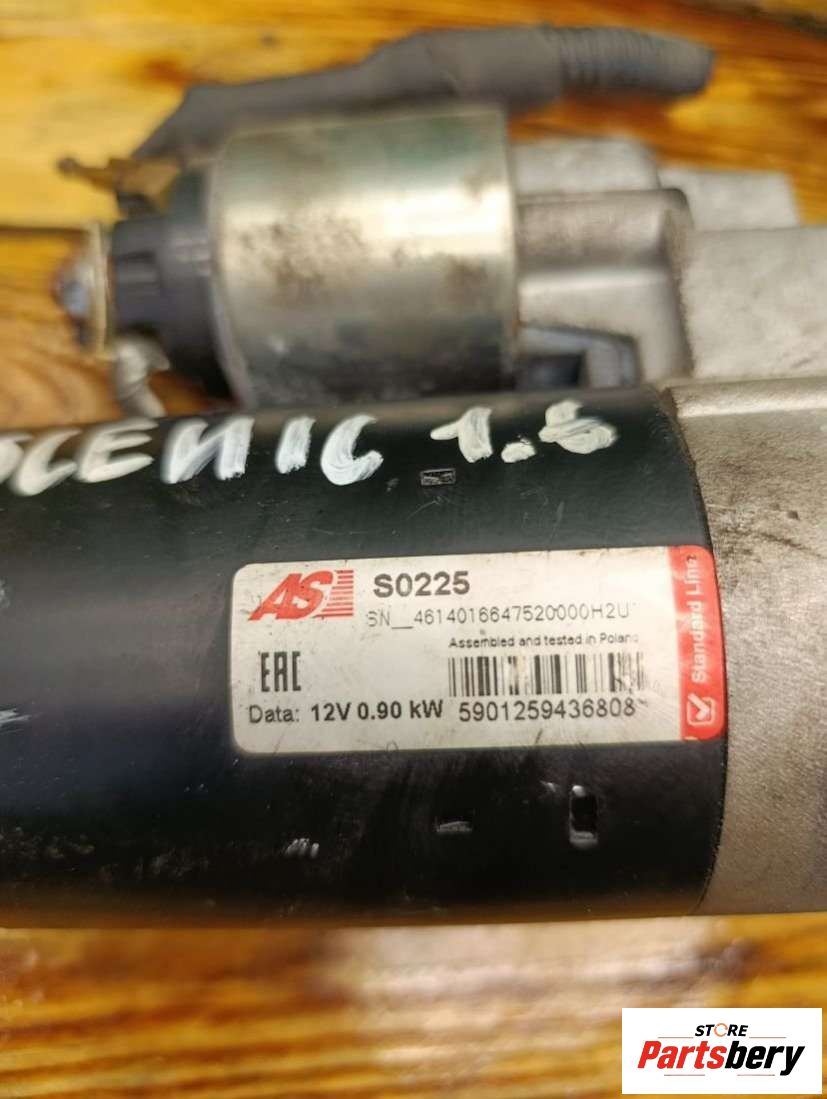 SCENIC 1.6
AS S0225
SN__4614016647520000H2U
Assembled and tested in Poland
EAC
Data: 12V 0.90 kW
5901259436808
Standard Line
STORE
Partsbery